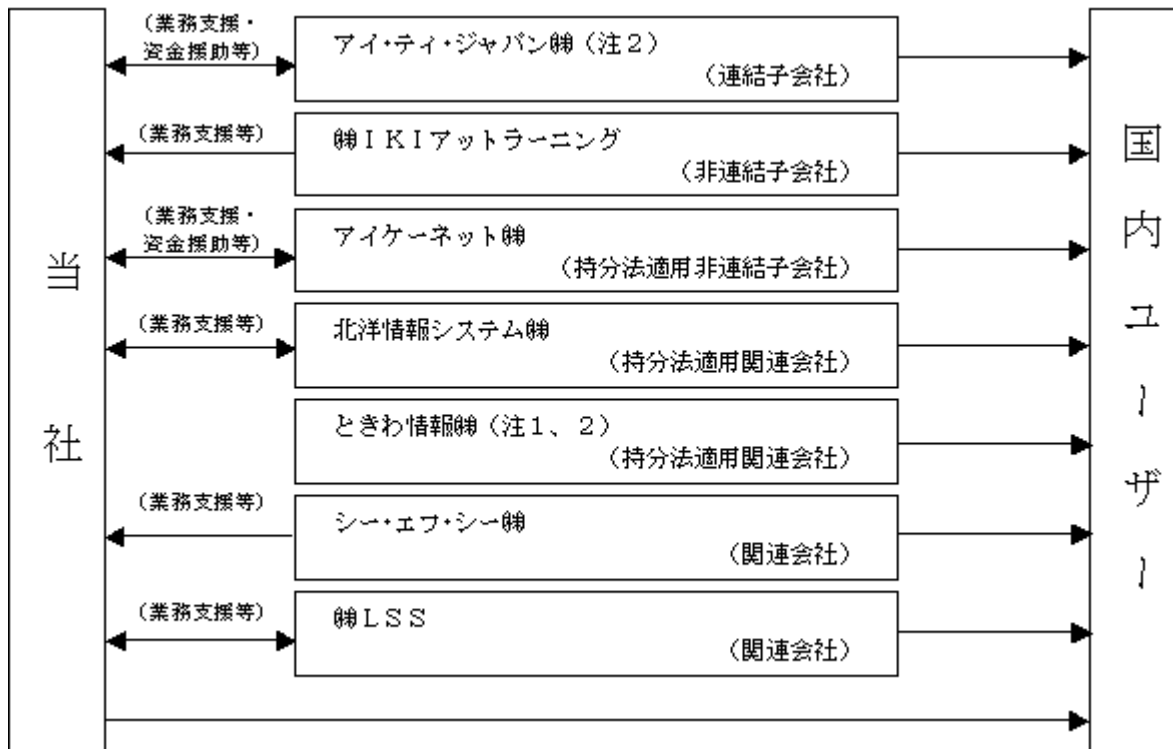 当社
(業務支援・
資金援助等)
アイ・ティ・ジャパン㈱（注２）
（連結子会社）
(業務支援等)
㈱ＩＫＩアットラーニング
（非連結子会社）
(業務支援・
資金援助等)
アイケーネット㈱
（持分法適用非連結子会社）
(業務支援等)
北洋情報システム㈱
（持分法適用関連会社）
ときわ情報㈱（注１、２）
（持分法適用関連会社）
(業務支援等)
シー・エフ・シー㈱
（関連会社）
(業務支援等)
㈱ＬＳＳ
（関連会社）
国内ユーザー